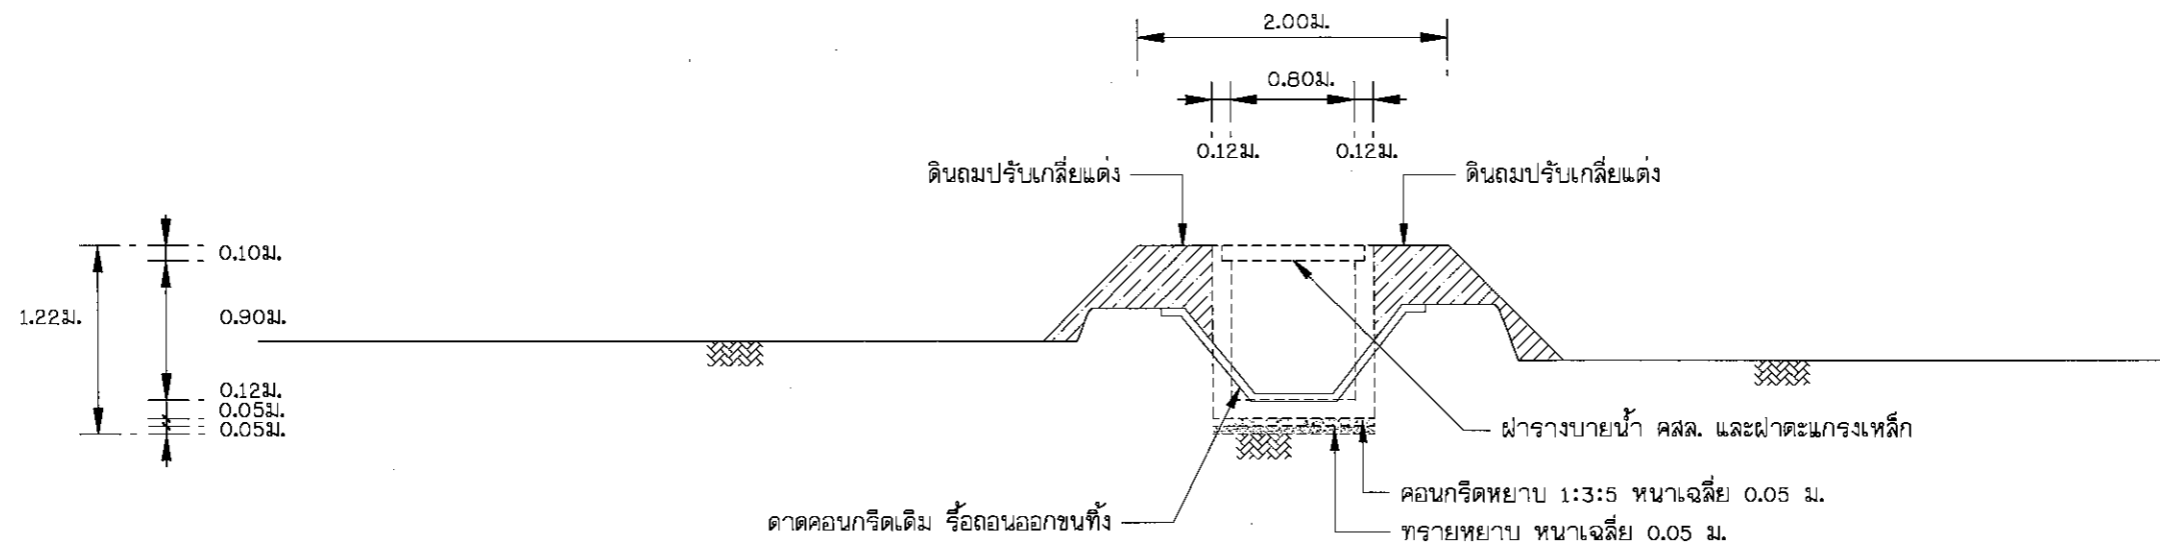 2.00ม.
0.80ม.
0.12ม. 0.12ม.
ดินถมปรับเกลี่ยแต่ง ดินถมปรับเกลี่ยแต่ง
0.10ม.
1.22ม. 0.90ม.
0.12ม.
0.05ม.
0.05ม.
ฝารางบายน้ำ คสล. และฝาตะแกรงเหล็ก
คอนกรีตหยาบ 1:3:5 หนาเฉลี่ย 0.05 ม.
ดาดคอนกรีตเดิม รื้อถอนออกขนทิ้ง
ทรายหยาบ หนาเฉลี่ย 0.05 ม.